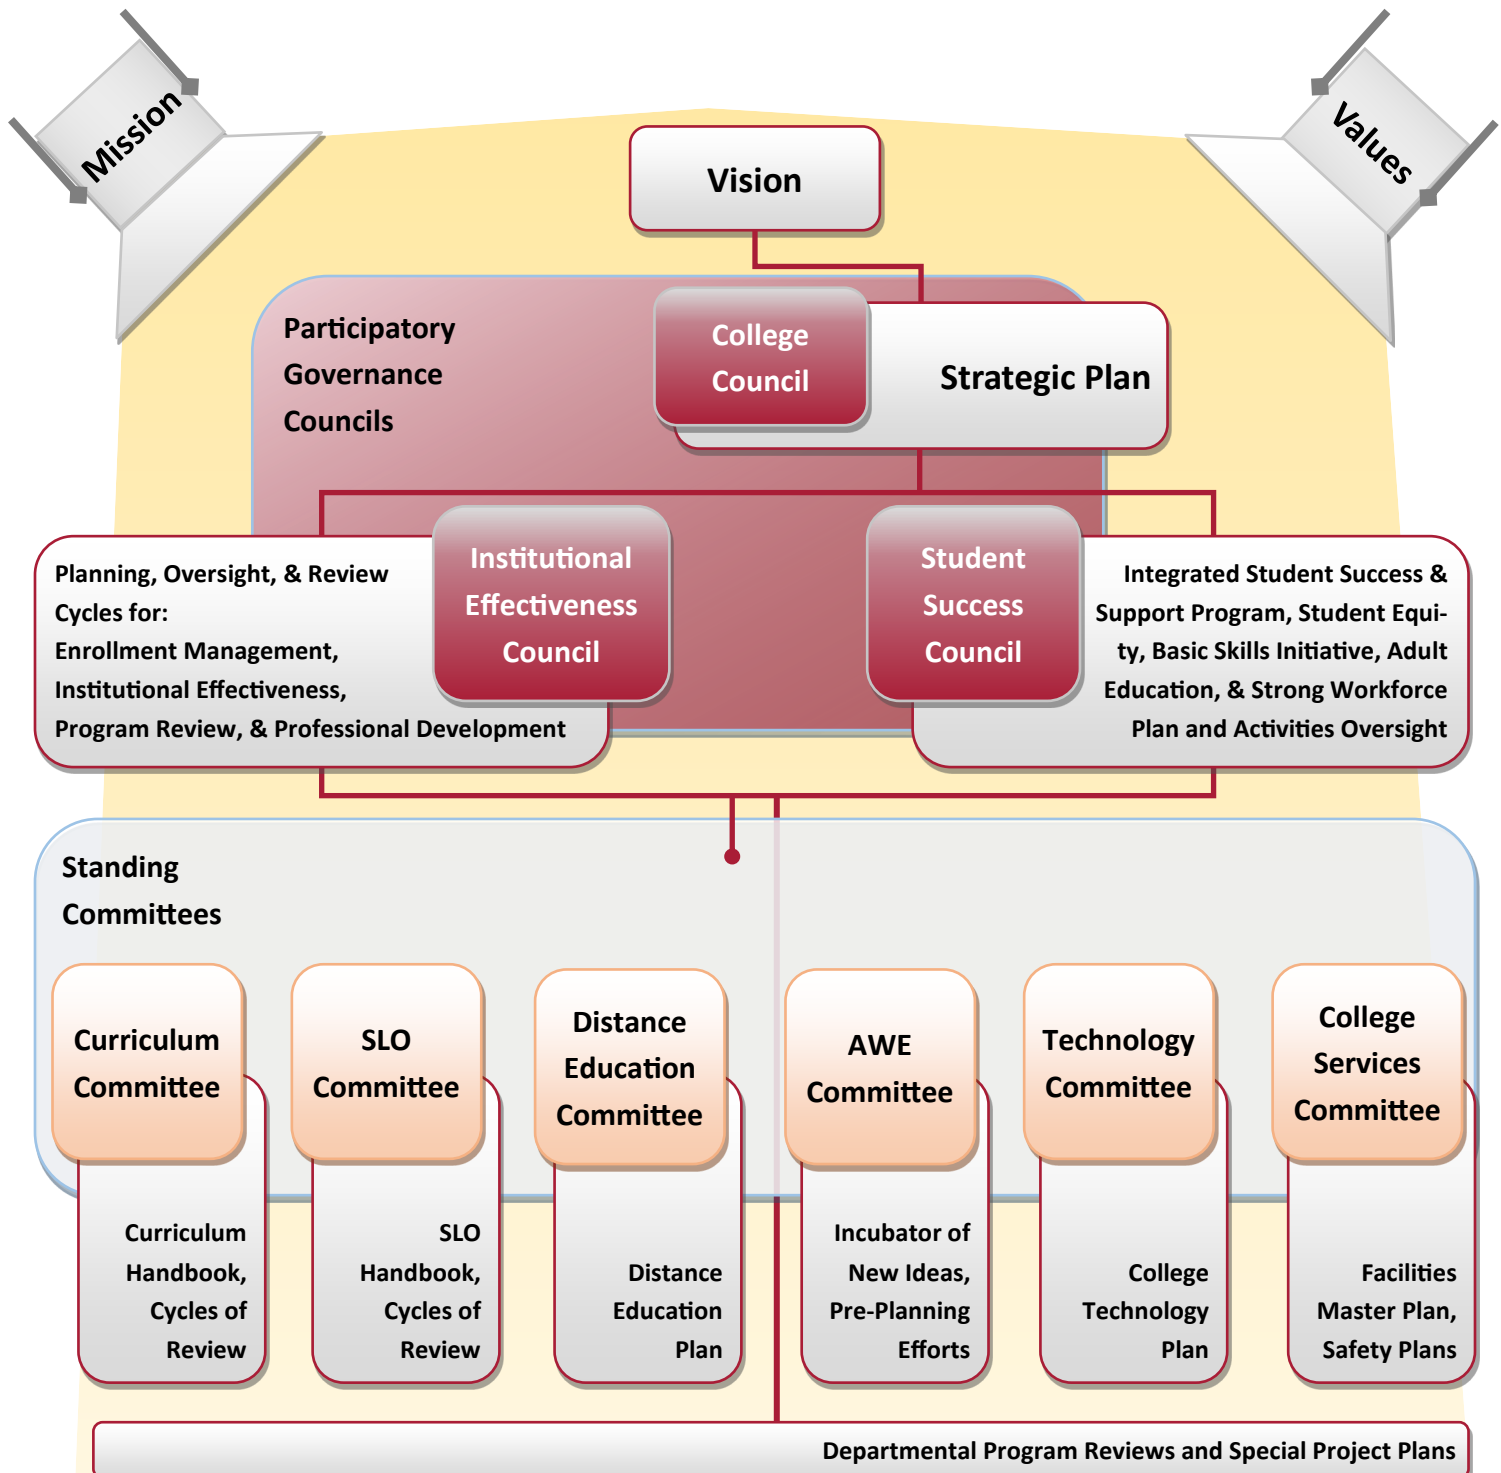 Mission
Values
Vision
Participatory
Governance
Councils
College
Council
Strategic Plan
Planning, Oversight, & Review
Cycles for:
Enrollment Management,
Institutional Effectiveness,
Program Review, & Professional Development
Institutional
Effectiveness
Council
Student
Success
Council
Integrated Student Success &
Support Program, Student Equi-
ty, Basic Skills Initiative, Adult
Education, & Strong Workforce
Plan and Activities Oversight
Standing
Committees
Curriculum
Committee
Curriculum
Handbook,
Cycles of
Review
SLO
Committee
SLO
Handbook,
Cycles of
Review
Distance
Education
Committee
Distance
Education
Plan
AWE
Committee
Incubator of
New Ideas,
Pre-Planning
Efforts
Technology
Committee
College
Technology
Plan
College
Services
Committee
Facilities
Master Plan,
Safety Plans
Departmental Program Reviews and Special Project Plans